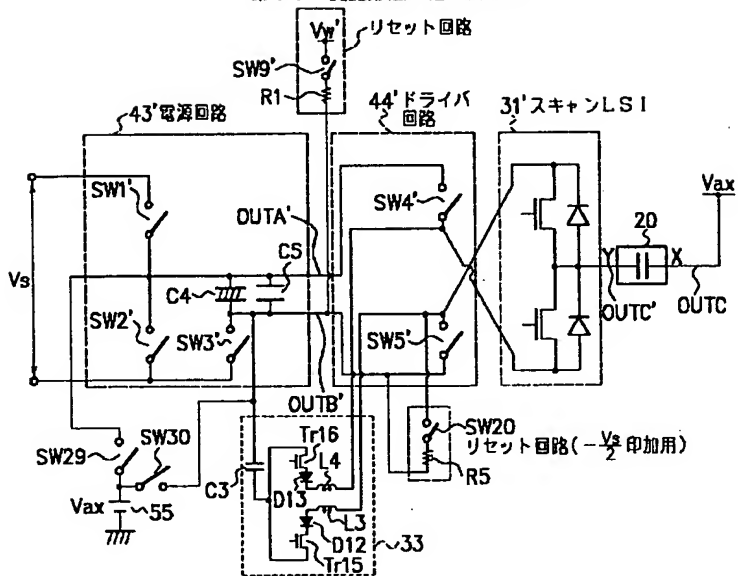 Vw'
リセット回路
SW9'
R1
43'電源回路
44'ドライバ
回路
31'スキャンLSI
SW1'
SW4'
Vax
OUTA'
20
Vs
C5
C4
Y
X
OUTC
OUTC'
SW2'
SW3'
SW5'
OUTB'
SW20
リセット回路(-Vs/2 印加用)
R5
SW29
SW30
Tr16
L4
C3
D13
L3
Vax
55
D12
Tr15
33